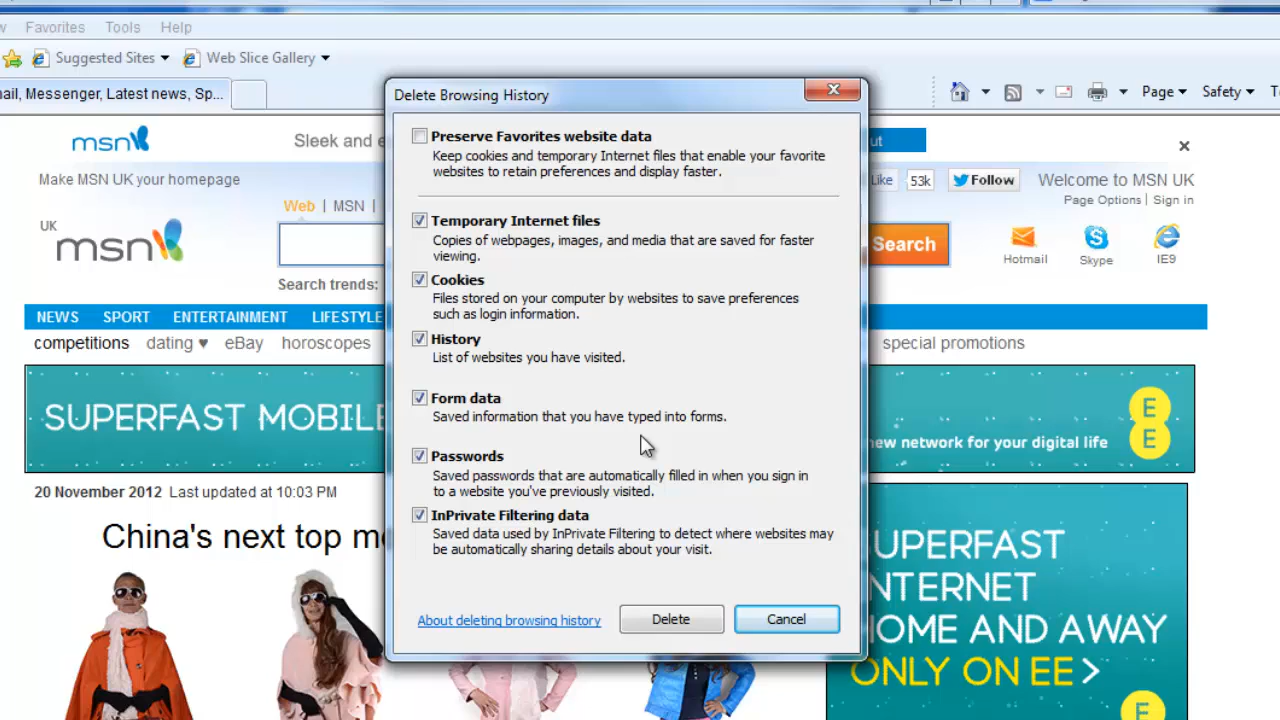 Favorites Tools Help
Suggested Sites Web Slice Gallery
ail, Messenger, Latest news, Sp...
Page Safety
Delete Browsing History
Preserve Favorites website data
Keep cookies and temporary Internet files that enable your favorite
websites to retain preferences and display faster.
Temporary Internet files
Copies of webpages, images, and media that are saved for faster
viewing.
Cookies
Files stored on your computer by websites to save preferences
such as login information.
History
List of websites you have visited.
Form data
Saved information that you have typed into forms.
Passwords
Saved passwords that are automatically filled in when you sign in
to a website you've previously visited.
InPrivate Filtering data
Saved data used by InPrivate Filtering to detect where websites may
be automatically sharing details about your visit.
About deleting browsing history Delete Cancel
msn Sleek and e
ut
Make MSN UK your homepage
Like 53k Follow Welcome to MSN UK
Page Options | Sign in
Web | MSN |
UK
msn
Search
Hotmail Skype IE9
Search trends:
NEWS SPORT ENTERTAINMENT LIFESTYLE
competitions dating ♥ eBay horoscopes special promotions
SUPERFAST MOBILE
new network for your digital life
EE
20 November 2012 Last updated at 10:03 PM
China's next top m
SUPERFAST
INTERNET
HOME AND AWAY
ONLY ON EE >
E